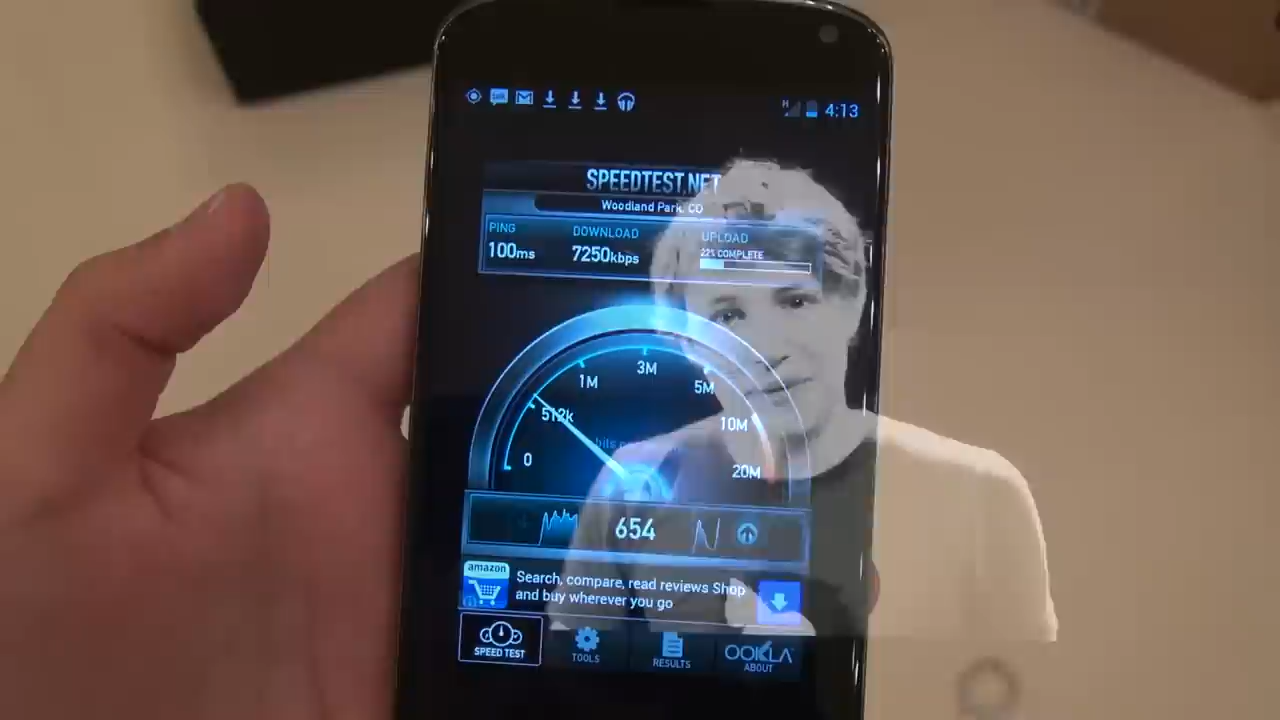 talk
H
4:13
SPEEDTEST.NET
Woodland Park, CO
PING
100ms
DOWNLOAD
7250kbps
UPLOAD
22% COMPLETE
0
512k
1M
3M
5M
10M
20M
654
amazon
Search, compare, read reviews Shop
and buy wherever you go
SPEED TEST
TOOLS
RESULTS
OOKLA
ABOUT